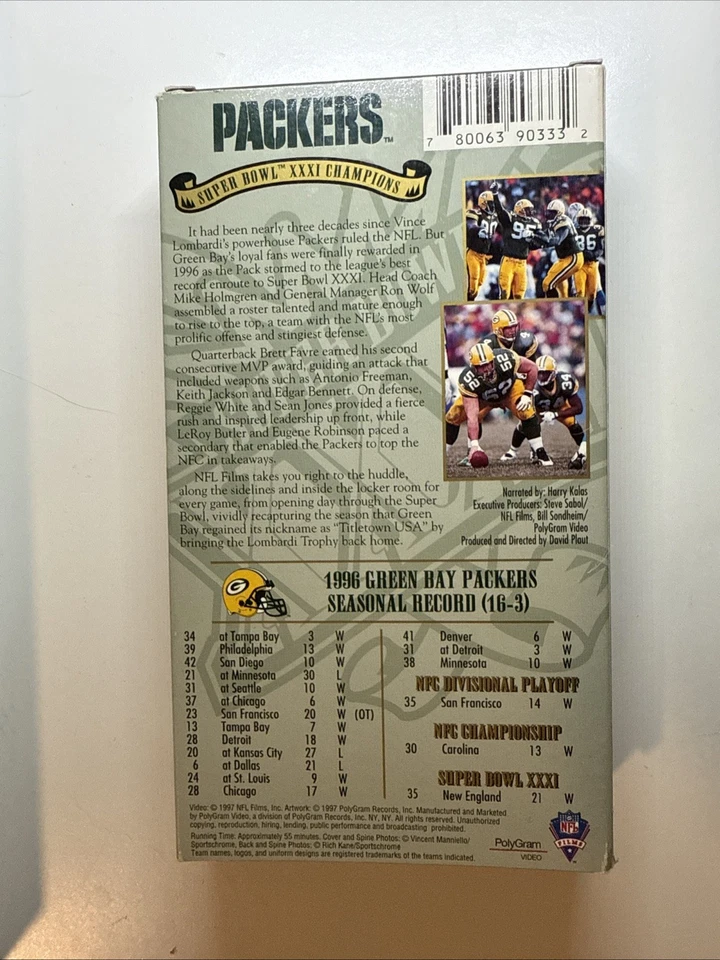 PACKERS™
7 80063 90333 2
SUPER BOWL™ XXXI CHAMPIONS
It had been nearly three decades since Vince
Lombardi's powerhouse Packers ruled the NFL. But
Green Bay's loyal fans were finally rewarded in
1996 as the Pack stormed to the league's best
record enroute to Super Bowl XXXI. Head Coach
Mike Holmgren and General Manager Ron Wolf
assembled a roster talented and mature enough
to rise to the top, a team with the NFL's most
prolific offense and stingiest defense.
Quarterback Brett Favre earned his second
consecutive MVP award, guiding an attack that
included weapons such as Antonio Freeman,
Keith Jackson and Edgar Bennett. On defense,
Reggie White and Sean Jones provided a fierce
rush and inspired leadership up front, while
LeRoy Butler and Eugene Robinson paced a
secondary that enabled the Packers to top the
NFC in takeaways.
NFL Films takes you right to the huddle,
along the sidelines and inside the locker room for
every game, from opening day through the Super
Bowl, vividly recapturing the season that Green
Bay regained its nickname as "Titletown USA" by
bringing the Lombardi Trophy back home.
95
36
52
4
34
Narrated by: Harry Kalas
Executive Producers: Steve Sabol/
NFL Films, Bill Sondheim/
PolyGram Video
Produced and Directed by David Plaut
G
1996 GREEN BAY PACKERS
SEASONAL RECORD (16-3)
34 at Tampa Bay 3 W
39 Philadelphia 13 W
42 San Diego 10 W
21 at Minnesota 30 L
31 at Seattle 10 W
37 at Chicago 6 W
23 San Francisco 20 W (OT)
13 Tampa Bay 7 W
28 Detroit 18 W
20 at Kansas City 27 L
6 at Dallas 21 L
24 at St. Louis 9 W
28 Chicago 17 W
41 Denver 6 W
31 at Detroit 3 W
38 Minnesota 10 W
NFC DIVISIONAL PLAYOFF
35 San Francisco 14 W
NFC CHAMPIONSHIP
30 Carolina 13 W
SUPER BOWL XXXI
35 New England 21 W
Video: © 1997 NFL Films, Inc. Artwork: © 1997 PolyGram Records, Inc. Manufactured and Marketed
by PolyGram Video, a division of PolyGram Records, Inc. NY, NY. All rights reserved. Unauthorized
copying, reproduction, hiring, lending, public performance and broadcasting prohibited.
Running Time: Approximately 55 minutes. Cover and Spine Photos: © Vincent Manniello/
Sportschrome, Back and Spine Photos: © Rich Kane/Sportschrome
Team names, logos, and uniform designs are registered trademarks of the teams indicated.
PolyGram
VIDEO
NFL
FILMS